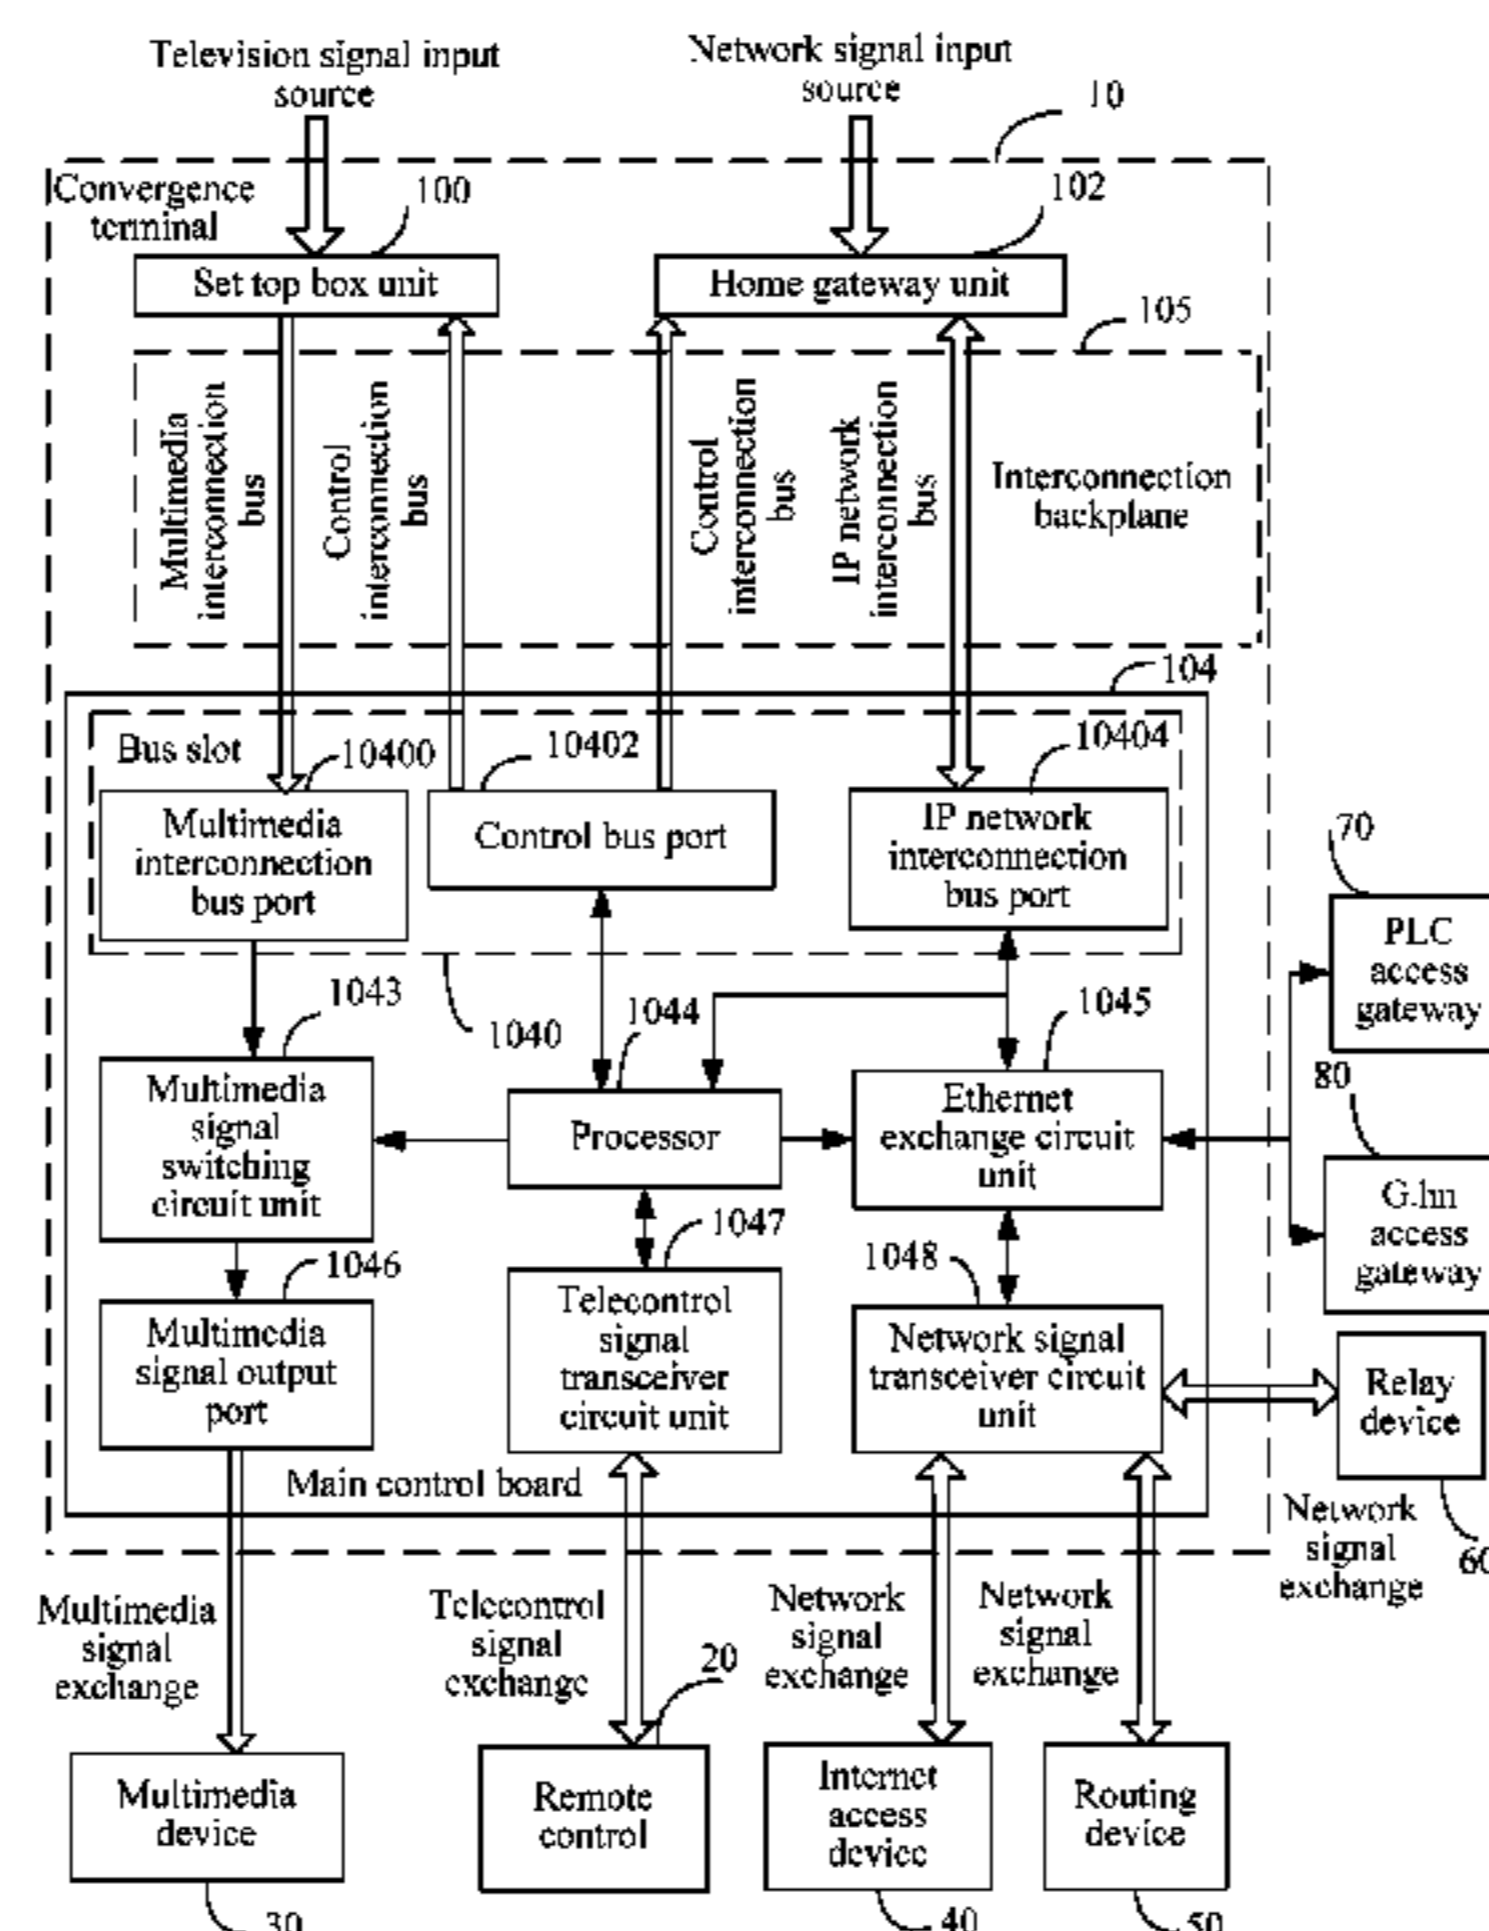 Television signal input
source
Network signal input
source
10
Convergence
terminal
100
102
Set top box unit
Home gateway unit
105
Multimedia
interconnection
bus
Control
interconnection
bus
Control
interconnection
bus
IP network
interconnection
bus
Interconnection
backplane
104
Bus slot
10400
10402
10404
Multimedia
interconnection
bus port
Control bus port
IP network
interconnection
bus port
70
PLC
access
gateway
1043
1040
1044
1045
80
Multimedia
signal
switching
circuit unit
Processor
Ethernet
exchange circuit
unit
G.hn
access
gateway
1046
1047
1048
Multimedia
signal output
port
Telecontrol
signal
transceiver
circuit unit
Network signal
transceiver circuit
unit
Relay
device
Main control board
Network
signal
exchange
60
Multimedia
signal
exchange
Telecontrol
signal
exchange
20
Network
signal
exchange
Network
signal
exchange
Multimedia
device
Remote
control
Internet
access
device
Routing
device
30
40
50